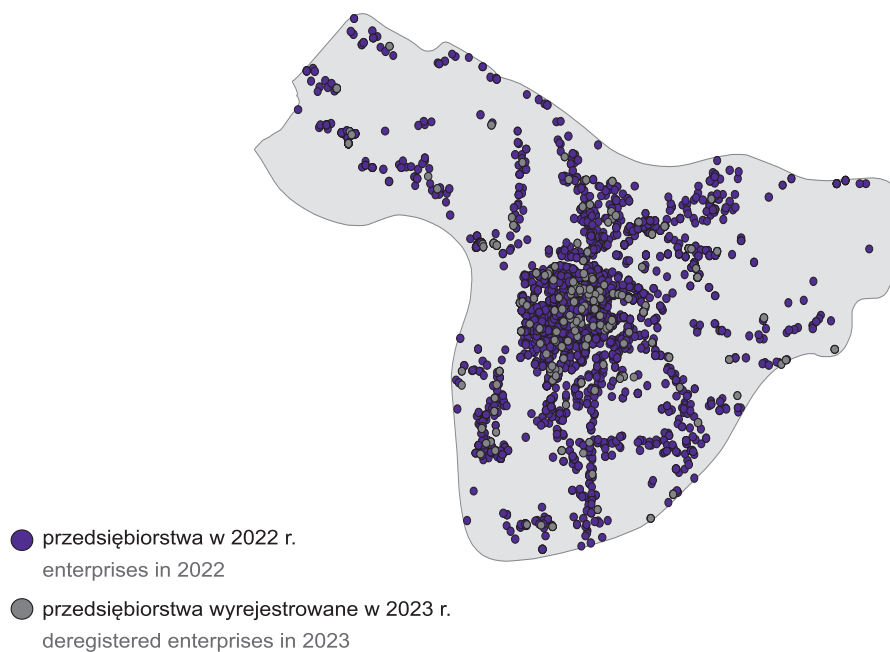 przedsiębiorstwa w 2022 r.
enterprises in 2022
przedsiębiorstwa wyrejestrowane w 2023 r.
deregistered enterprises in 2023